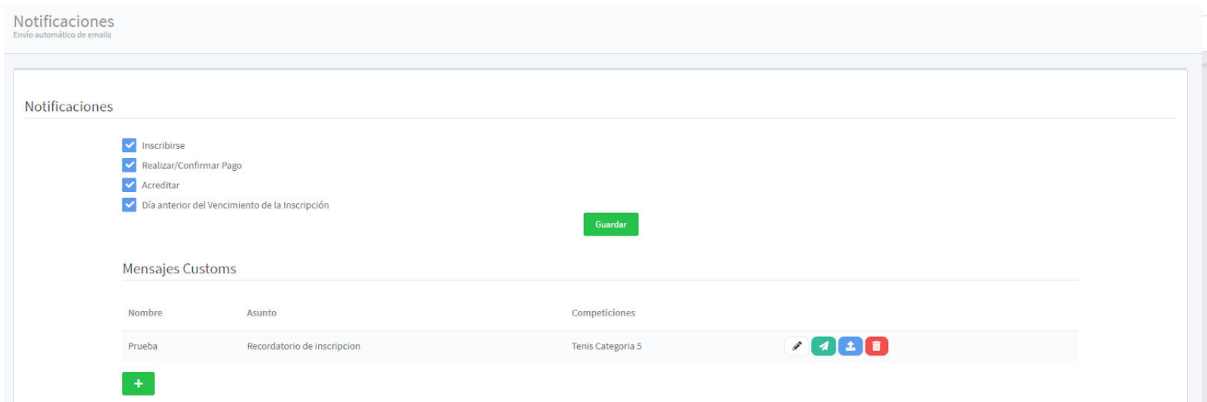 Notificaciones
Envío automático de emails
Notificaciones
Inscribirse
Realizar/Confirmar Pago
Acreditar
Día anterior del Vencimiento de la Inscripción
Guardar
Mensajes Customs
Nombre Asunto Competiciones
Prueba Recordatorio de inscripcion Tenis Categoria 5
+